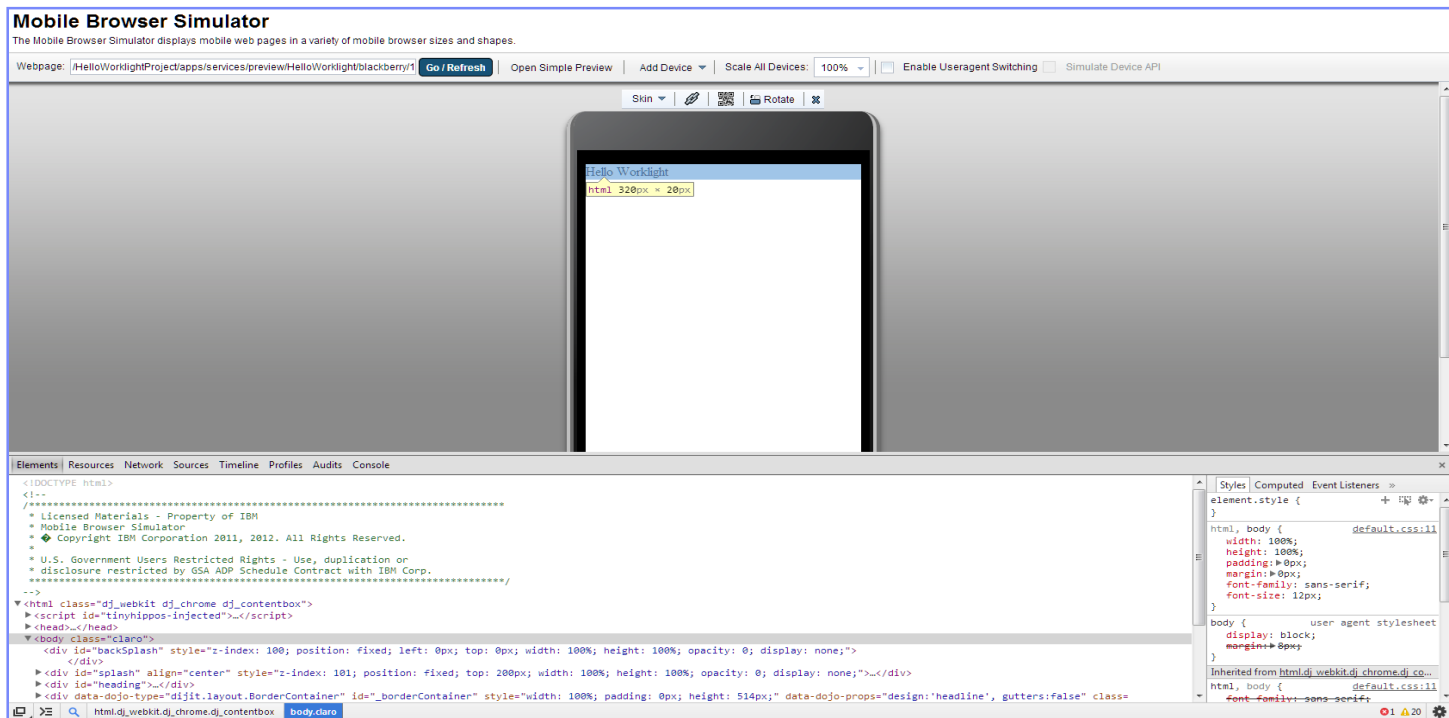 Mobile Browser Simulator
The Mobile Browser Simulator displays mobile web pages in a variety of mobile browser sizes and shapes.
Webpage: /HelloWorklightProject/apps/services/preview/HelloWorklight/blackberry/1 Go / Refresh Open Simple Preview Add Device Scale All Devices: 100% Enable Useragent Switching Simulate Device API
Skin Rotate
Hello Worklight
html 320px × 20px
Elements Resources Network Sources Timeline Profiles Audits Console
<!DOCTYPE html>
<!--
/*****************************************************************************
* Licensed Materials - Property of IBM
* Mobile Browser Simulator
* � Copyright IBM Corporation 2011, 2012. All Rights Reserved.
*
* U.S. Government Users Restricted Rights - Use, duplication or
* disclosure restricted by GSA ADP Schedule Contract with IBM Corp.
*****************************************************************************/
-->
▼<html class="dj_webkit dj_chrome dj_contentbox">
▶<script id="tinyhippos-injected">…</script>
▶<head>…</head>
▼<body class="claro">
<div id="backSplash" style="z-index: 100; position: fixed; left: 0px; top: 0px; width: 100%; height: 100%; opacity: 0; display: none;">
</div>
▶<div id="splash" align="center" style="z-index: 101; position: fixed; top: 200px; width: 100%; height: 100%; opacity: 0; display: none;">…</div>
▶<div id="heading">…</div>
▶<div data-dojo-type="dijit.layout.BorderContainer" id="_borderContainer" style="width: 100%; padding: 0px; height: 514px;" data-dojo-props="design:'headline', gutters:false" class=
html.dj_webkit.dj_chrome.dj_contentbox body.claro
Styles Computed Event Listeners »
element.style {
}
html, body { default.css:11
width: 100%;
height: 100%;
padding:▶0px;
margin:▶0px;
font-family: sans-serif;
font-size: 12px;
}
body { user agent stylesheet
display: block;
margin:▶8px;
}
Inherited from html.dj_webkit.dj_chrome.dj_co…
html, body { default.css:11
font-family: sans-serif;
1 20